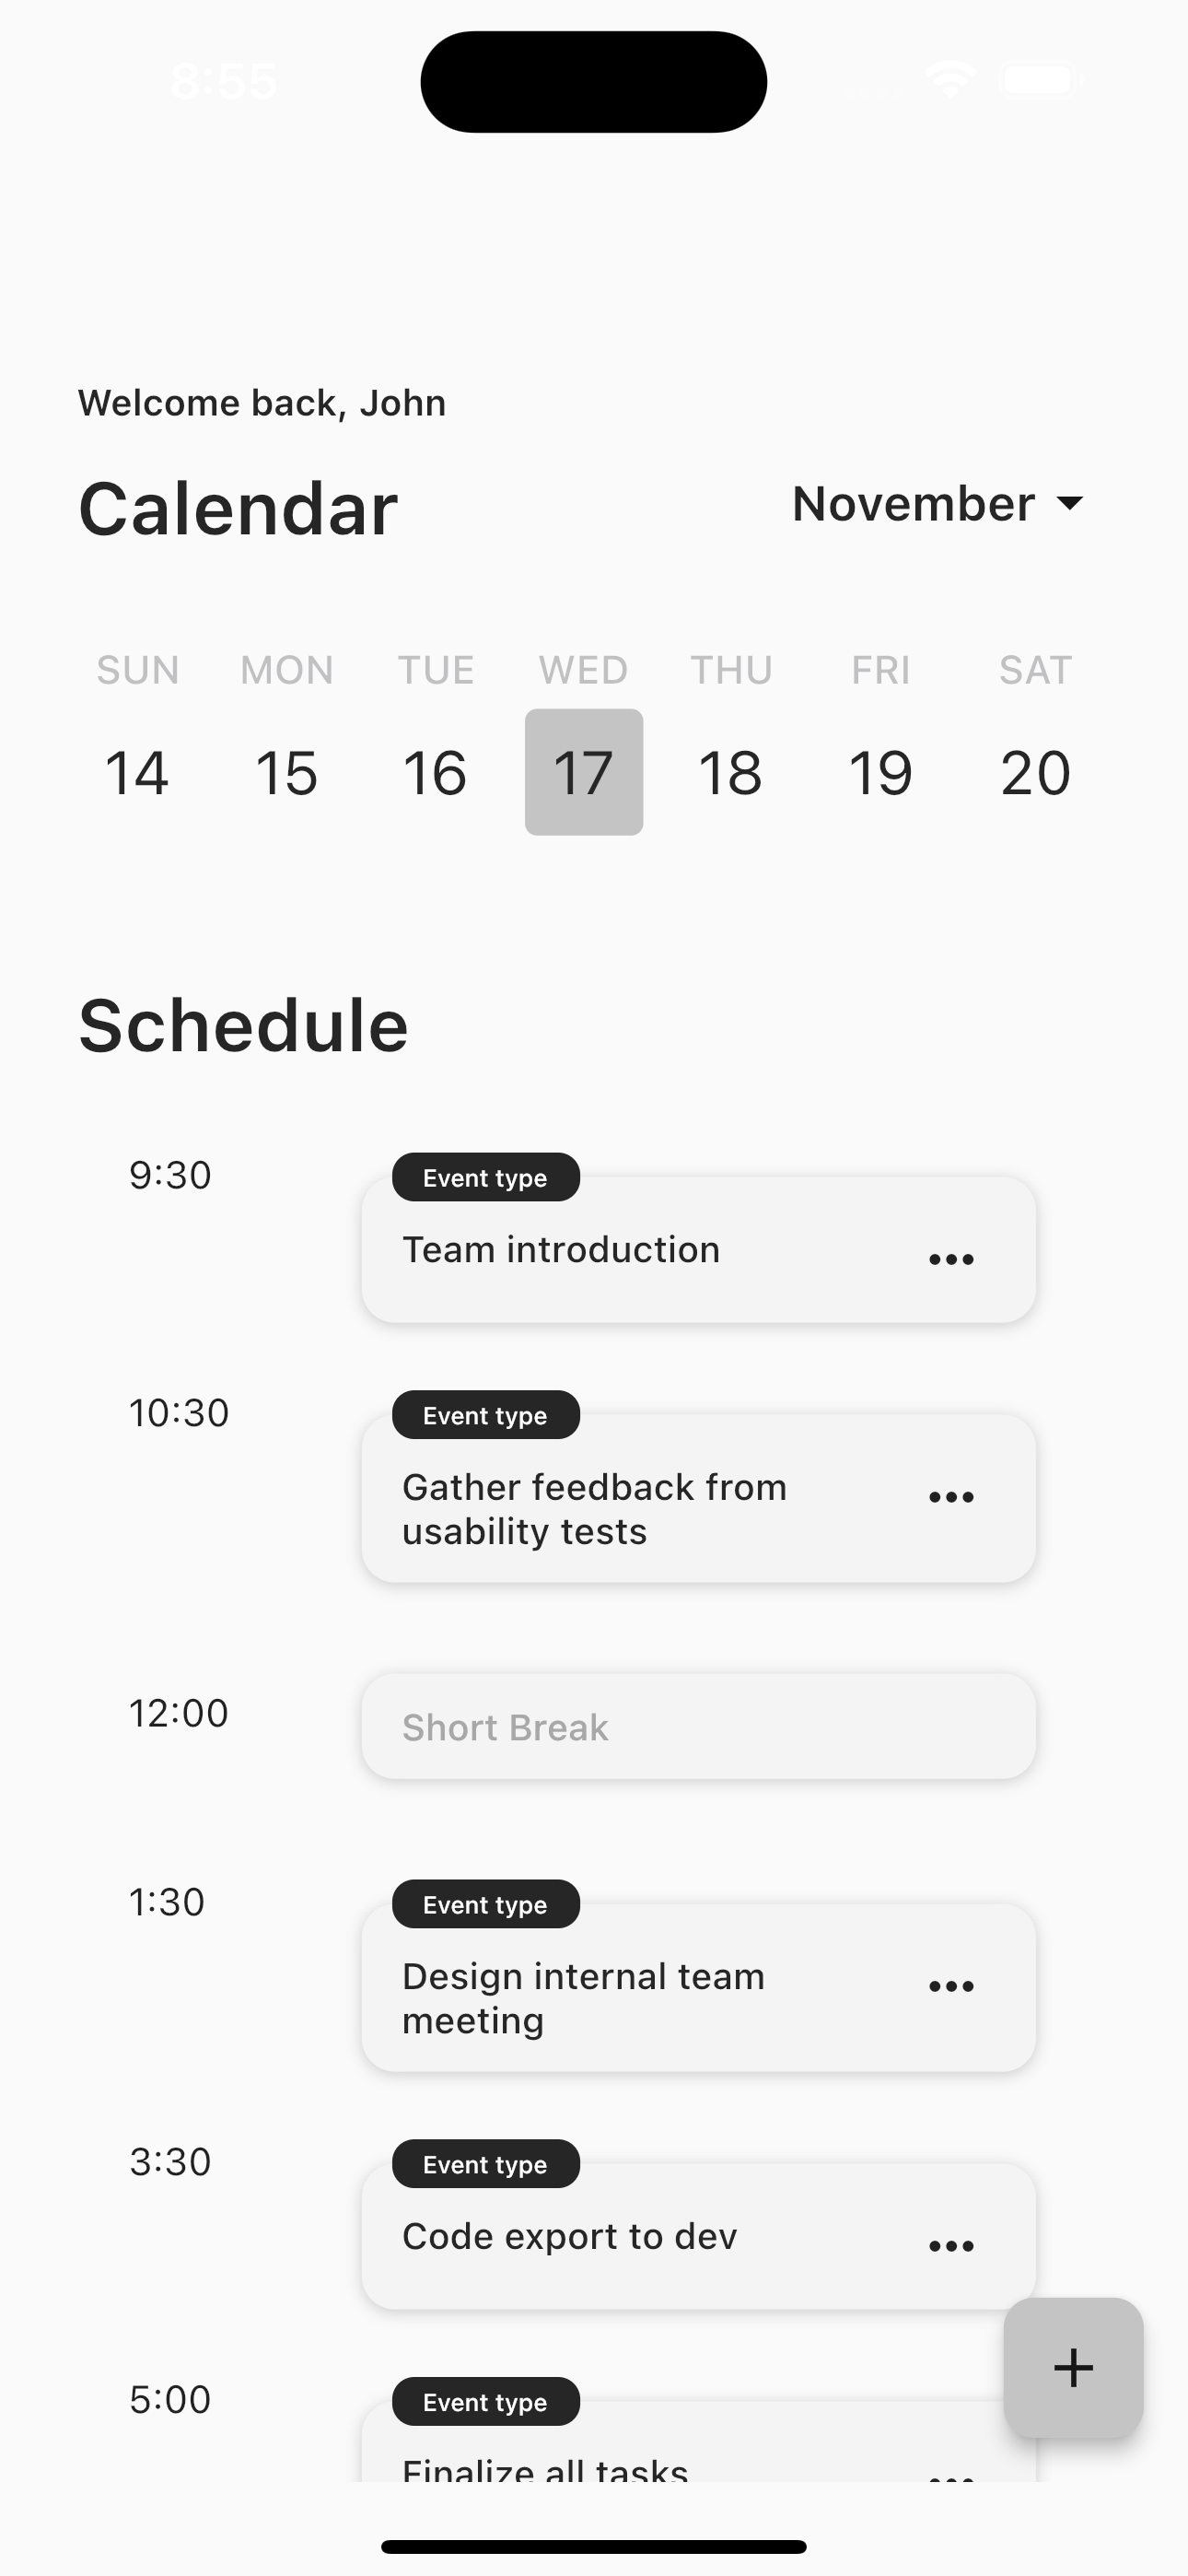 8:55
Welcome back, John
Calendar
November
SUN MON TUE WED THU FRI SAT
14 15 16 17 18 19 20
Schedule
9:30
Event type
Team introduction
10:30
Event type
Gather feedback from
usability tests
12:00
Short Break
1:30
Event type
Design internal team
meeting
3:30
Event type
Code export to dev
5:00
Event type
Finalize all tasks